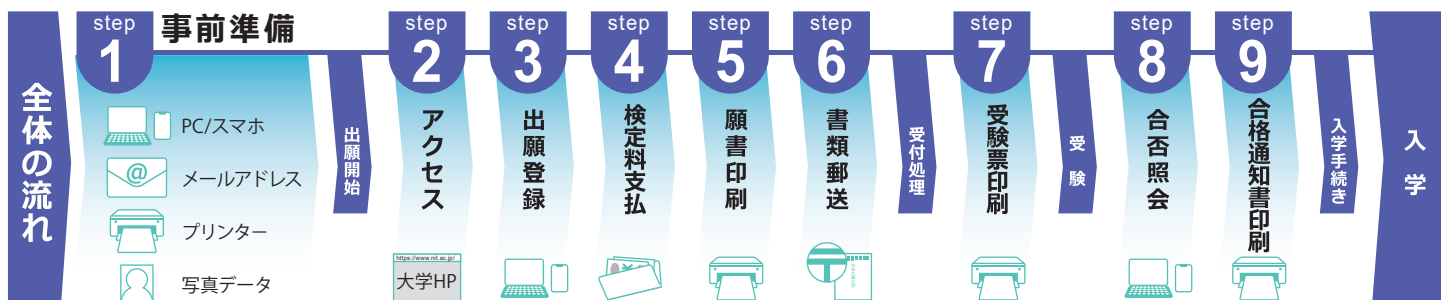 全体の流れ
step
1
事前準備
PC/スマホ
@
メールアドレス
プリンター
写真データ
出願開始
step
2
アクセス
https://www.nit.ac.jp/
大学HP
step
3
出願登録
step
4
検定料支払
step
5
願書印刷
step
6
書類郵送
〒
受付処理
step
7
受験票印刷
受験
step
8
合否照会
step
9
合格通知書印刷
入学手続き
入学